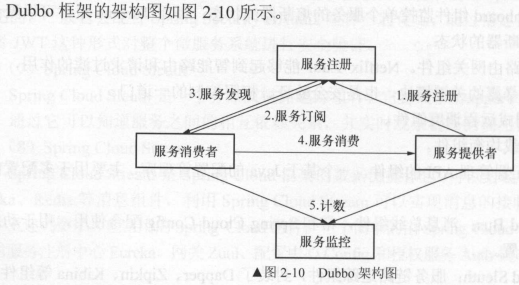 Dubbo 框架的架构图如图 2-10 所示。
服务注册
3.服务发现
1.服务注册
2.服务订阅
4.服务消费
服务消费者
服务提供者
5.计数
服务监控
▲图 2-10 Dubbo 架构图